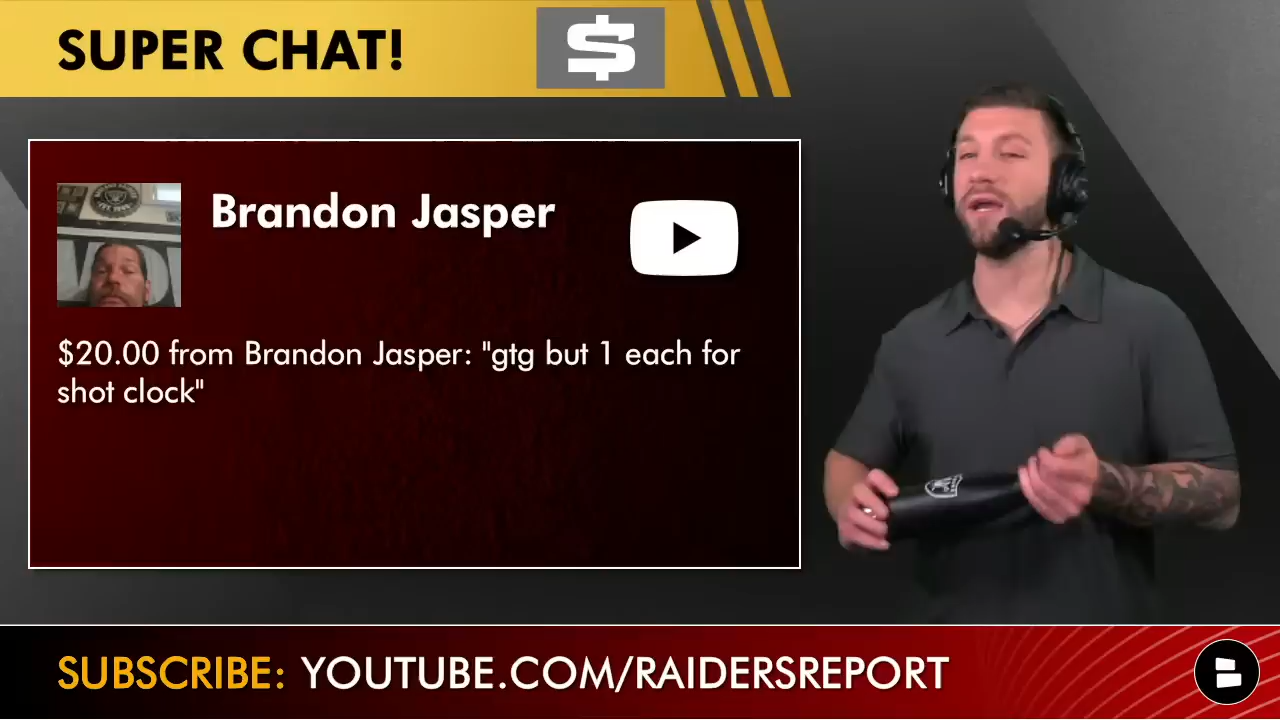 SUPER CHAT!
$
Brandon Jasper
$20.00 from Brandon Jasper: "gtg but 1 each for
shot clock"
SUBSCRIBE: YOUTUBE.COM/RAIDERSREPORT